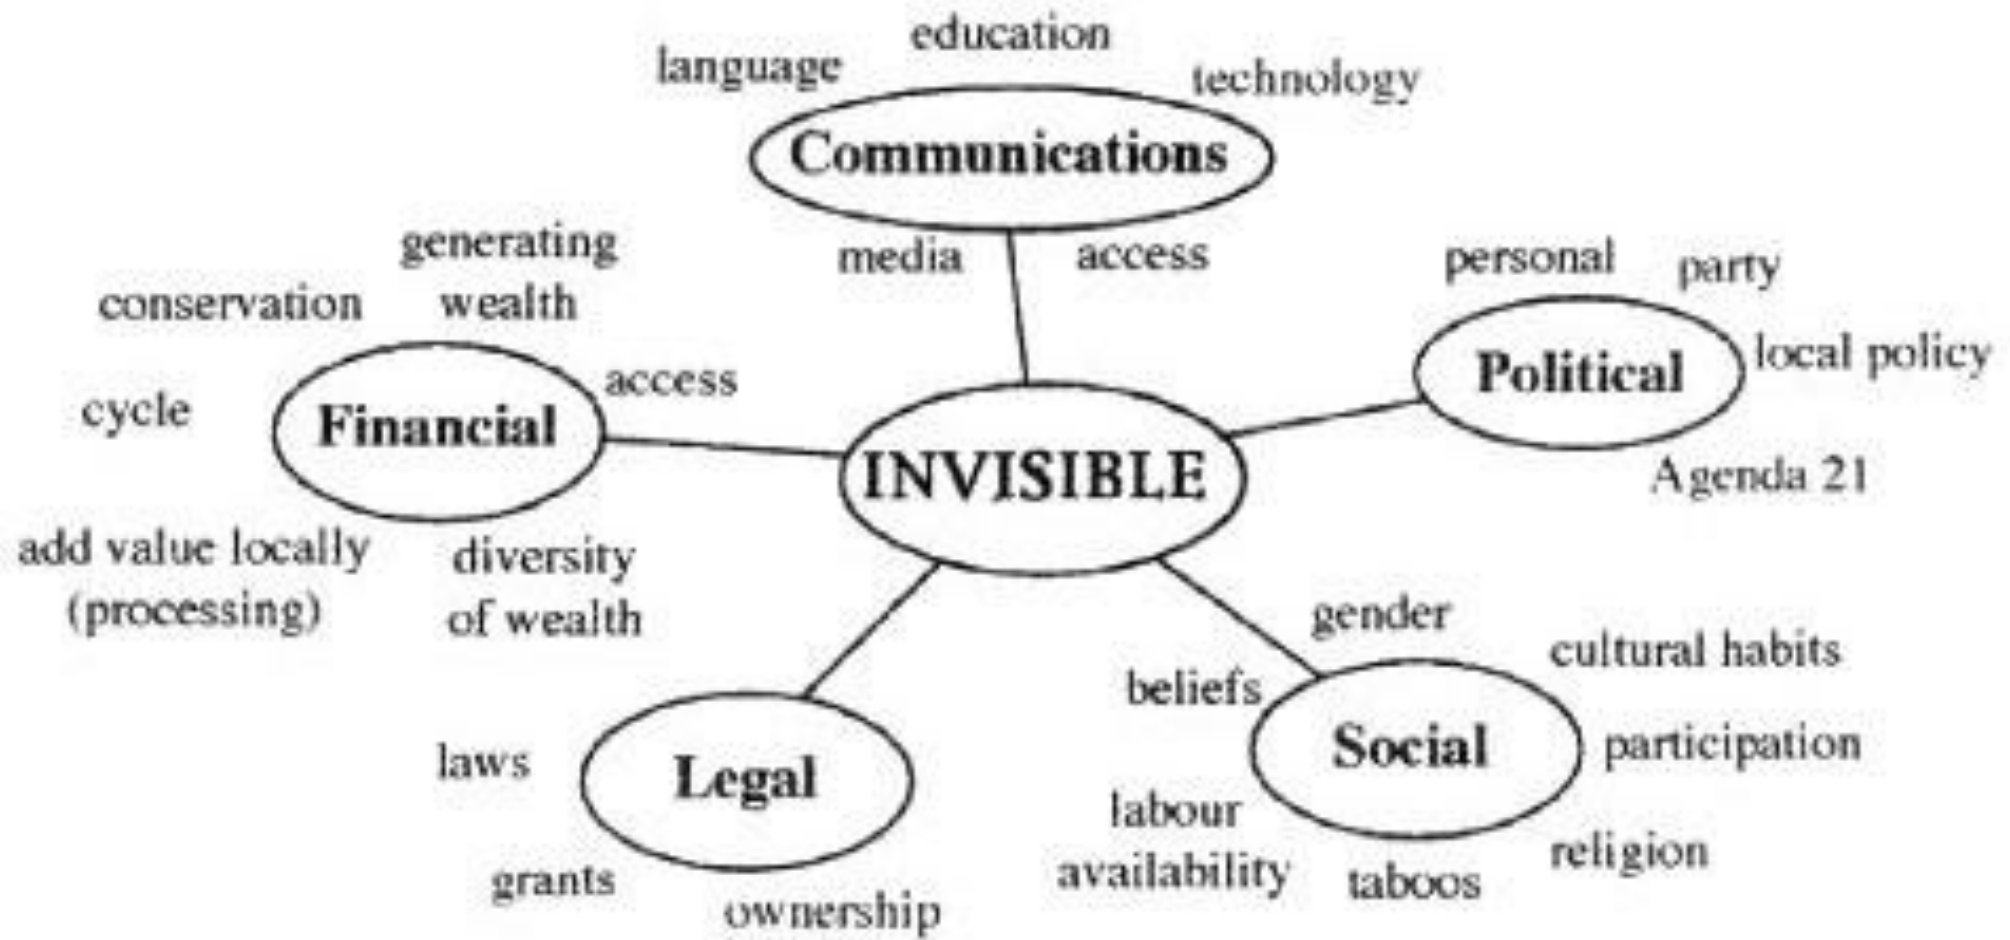 education
language
technology
Communications
media
access
generating
wealth
conservation
access
cycle
Financial
add value locally
(processing)
diversity
of wealth
personal
party
local policy
Political
Agenda 21
INVISIBLE
gender
cultural habits
beliefs
Social
participation
labour
availability
taboos
religion
laws
Legal
grants
ownership